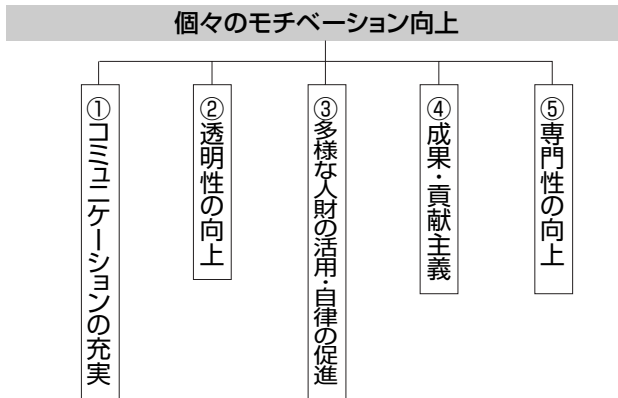 個々のモチベーション向上
①コミュニケーションの充実
②透明性の向上
③多様な人財の活用・自律の促進
④成果・貢献主義
⑤専門性の向上